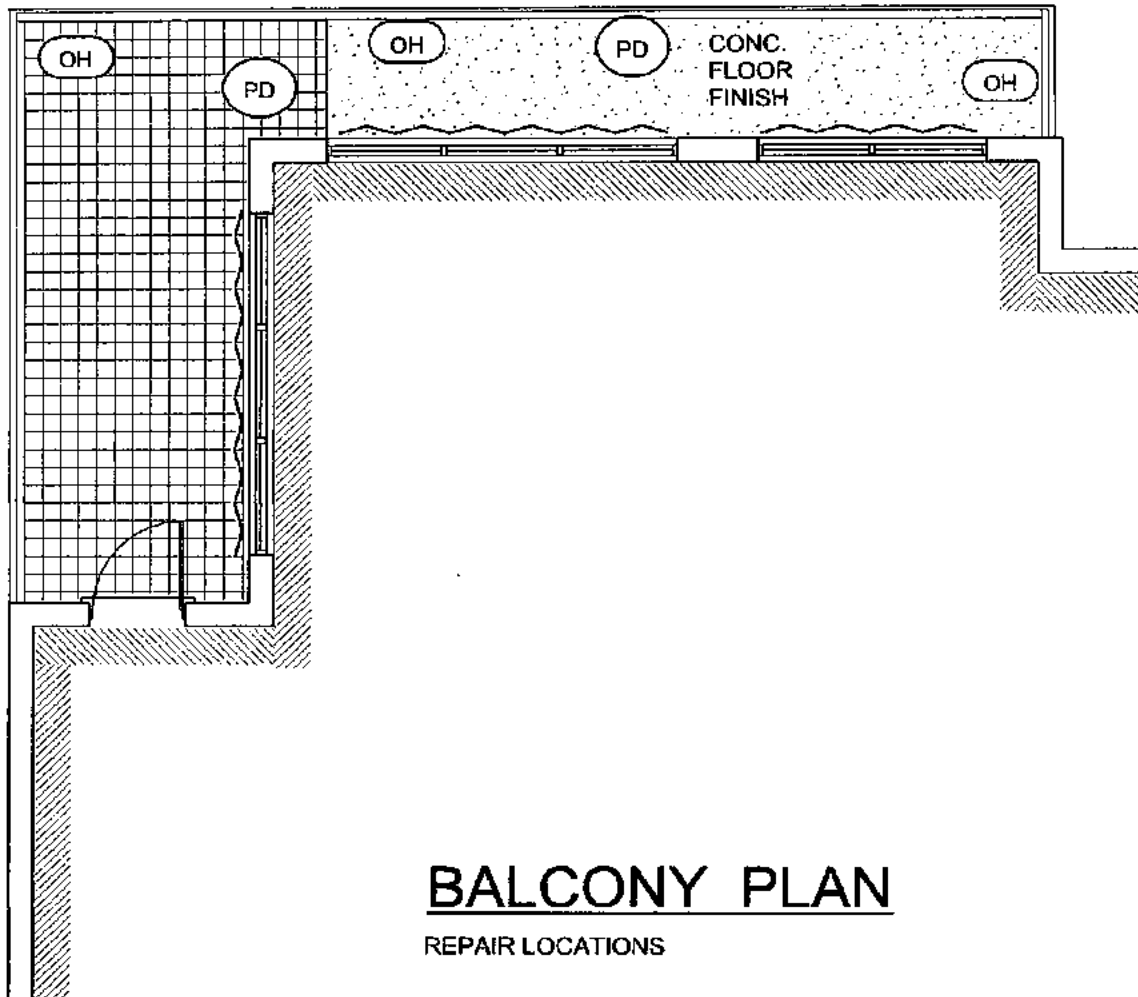 OH
PD
OH
PD
CONC.
FLOOR
FINISH
OH
BALCONY PLAN
REPAIR LOCATIONS